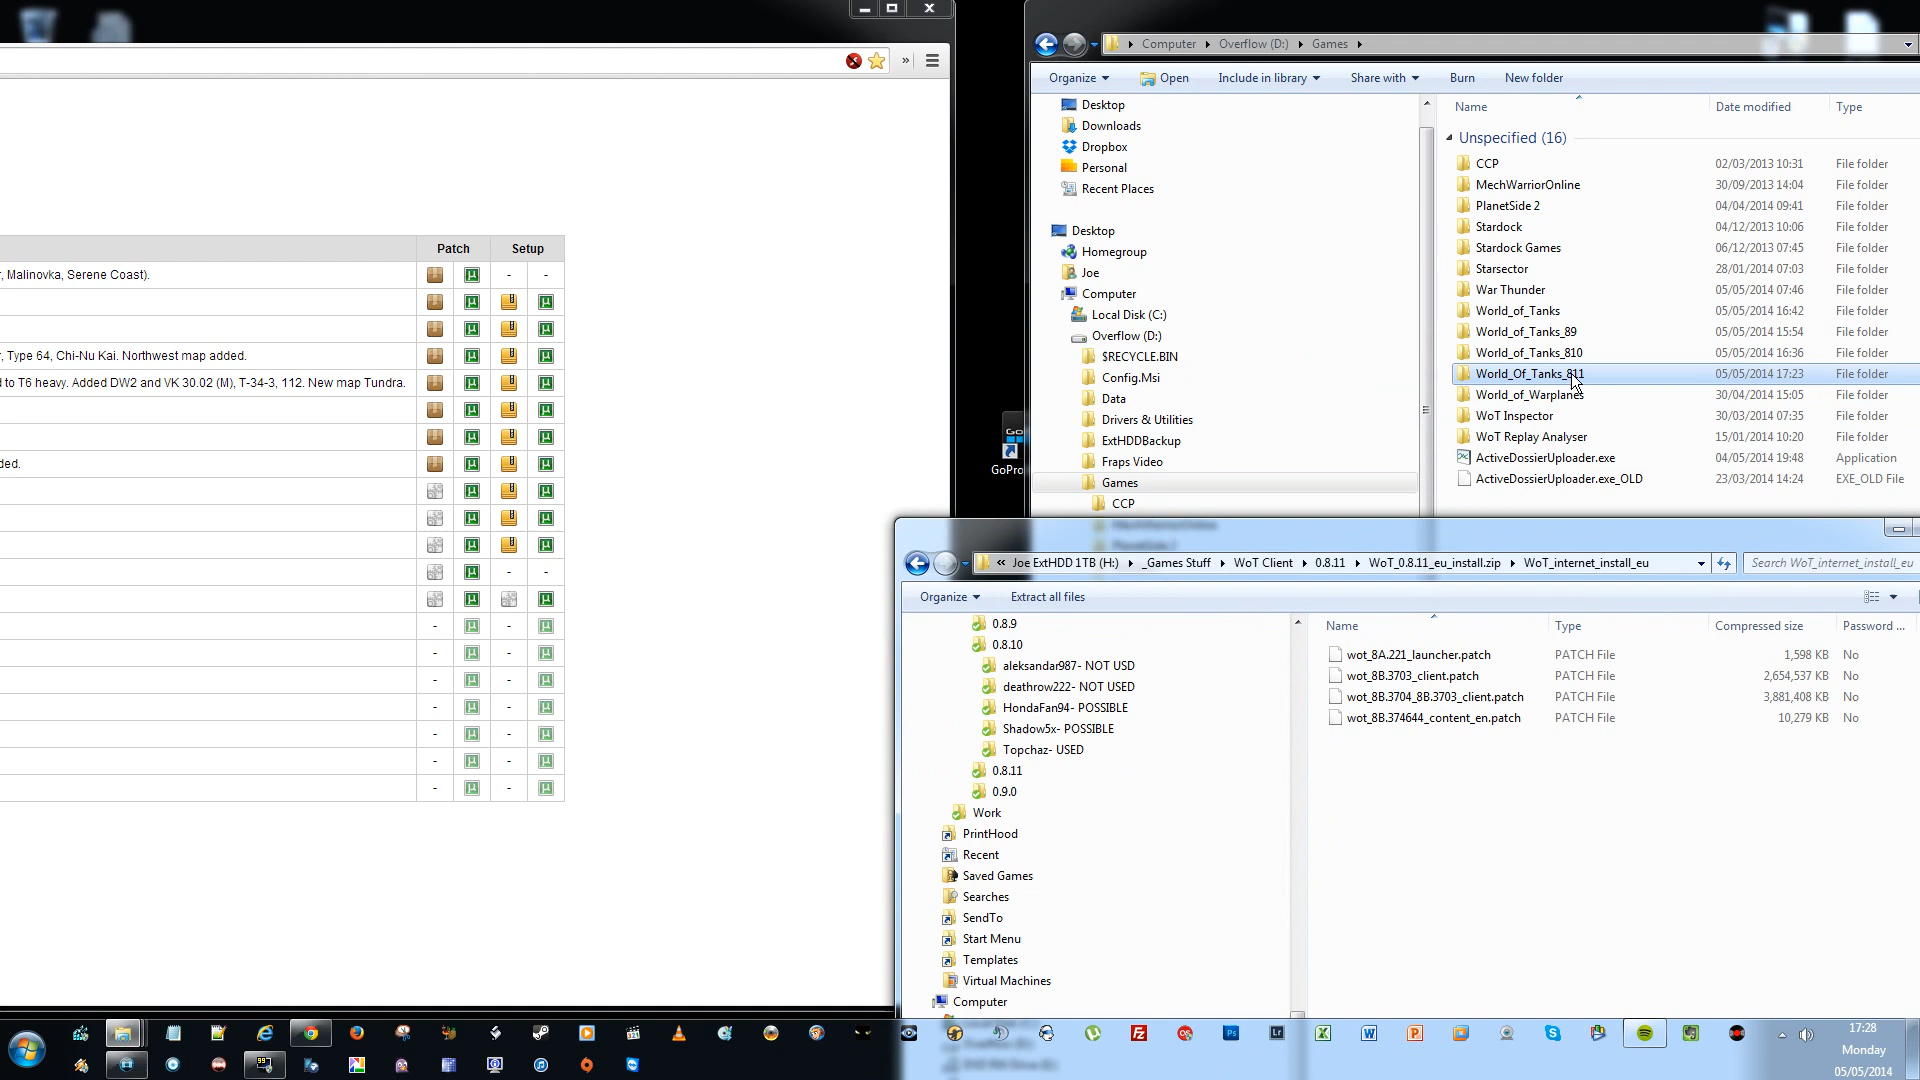 Patch Setup
, Malinovka, Serene Coast). - -
, Type 64, Chi-Nu Kai. Northwest map added.
d to T6 heavy. Added DW2 and VK 30.02 (M), T-34-3, 112. New map Tundra.
ded.
- -
- -
- -
- -
- -
- -
- -
- -
GoPro
Computer Overflow (D:) Games
Organize Open Include in library Share with Burn New folder
Desktop
Downloads
Dropbox
Personal
Recent Places
Desktop
Homegroup
Joe
Computer
Local Disk (C:)
Overflow (D:)
$RECYCLE.BIN
Config.Msi
Data
Drivers & Utilities
ExtHDDBackup
Fraps Video
Games
CCP
Name Date modified Type
Unspecified (16)
CCP 02/03/2013 10:31 File folder
MechWarriorOnline 30/09/2013 14:04 File folder
PlanetSide 2 04/04/2014 09:41 File folder
Stardock 04/12/2013 10:06 File folder
Stardock Games 06/12/2013 07:45 File folder
Starsector 28/01/2014 07:03 File folder
War Thunder 05/05/2014 07:46 File folder
World_of_Tanks 05/05/2014 16:42 File folder
World_of_Tanks_89 05/05/2014 15:54 File folder
World_of_Tanks_810 05/05/2014 16:36 File folder
World_Of_Tanks_811 05/05/2014 17:23 File folder
World_of_Warplanes 30/04/2014 15:05 File folder
WoT Inspector 30/03/2014 07:35 File folder
WoT Replay Analyser 15/01/2014 10:20 File folder
ActiveDossierUploader.exe 04/05/2014 19:48 Application
ActiveDossierUploader.exe_OLD 23/03/2014 14:24 EXE_OLD File
« Joe ExtHDD 1TB (H:) _Games Stuff WoT Client 0.8.11 WoT_0.8.11_eu_install.zip WoT_internet_install_eu Search WoT_internet_install_eu
Organize Extract all files
0.8.9
0.8.10
aleksandar987- NOT USD
deathrow222- NOT USED
HondaFan94- POSSIBLE
Shadow5x- POSSIBLE
Topchaz- USED
0.8.11
0.9.0
Work
PrintHood
Recent
Saved Games
Searches
SendTo
Start Menu
Templates
Virtual Machines
Computer
Name Type Compressed size Password ...
wot_8A.221_launcher.patch PATCH File 1,598 KB No
wot_8B.3703_client.patch PATCH File 2,654,537 KB No
wot_8B.3704_8B.3703_client.patch PATCH File 3,881,408 KB No
wot_8B.374644_content_en.patch PATCH File 10,279 KB No
17:28
Monday
05/05/2014